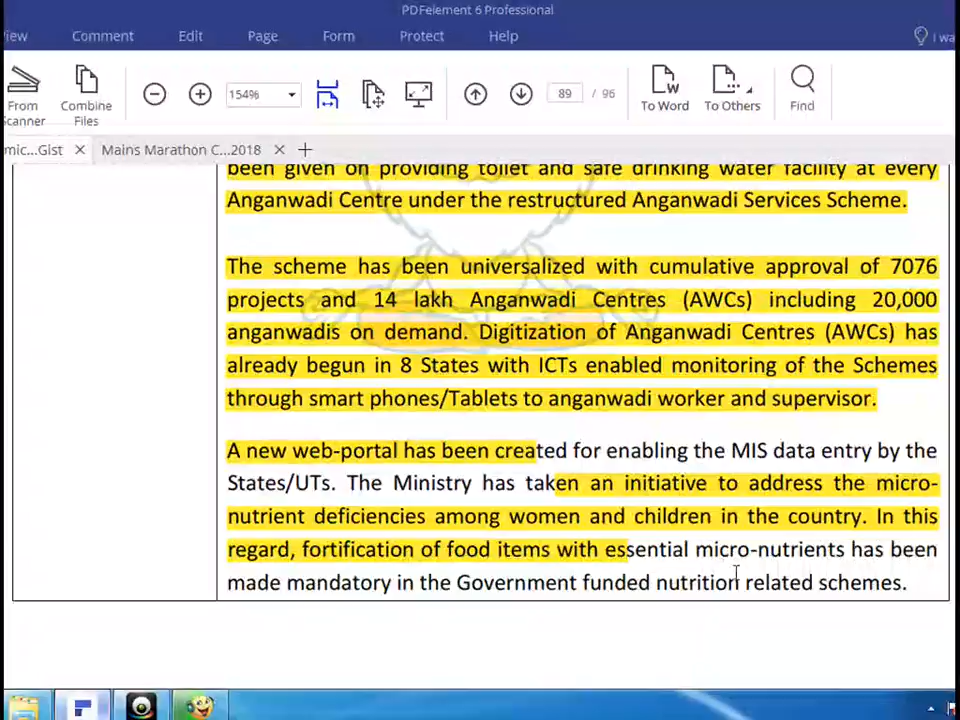 PDFelement 6 Professional
View Comment Edit Page Form Protect Help I wa
From Scanner
Combine Files
154%
89 / 96
To Word
To Others
Find
mic...Gist × Mains Marathon C...2018 × +
been given on providing toilet and safe drinking water facility at every
Anganwadi Centre under the restructured Anganwadi Services Scheme.
The scheme has been universalized with cumulative approval of 7076
projects and 14 lakh Anganwadi Centres (AWCs) including 20,000
anganwadis on demand. Digitization of Anganwadi Centres (AWCs) has
already begun in 8 States with ICTs enabled monitoring of the Schemes
through smart phones/Tablets to anganwadi worker and supervisor.
A new web-portal has been created for enabling the MIS data entry by the
States/UTs. The Ministry has taken an initiative to address the micro-
nutrient deficiencies among women and children in the country. In this
regard, fortification of food items with essential micro-nutrients has been
made mandatory in the Government funded nutrition related schemes.